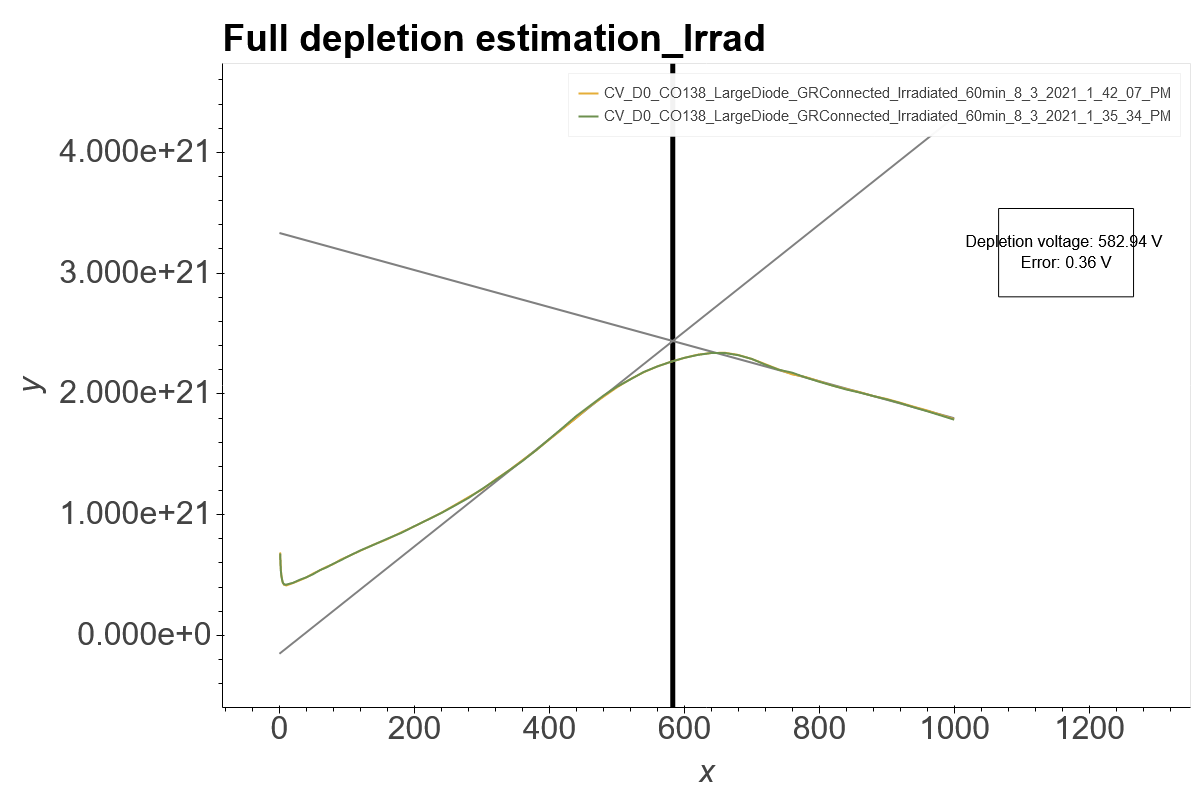 Full depletion estimation_Irrad
CV_D0_CO138_LargeDiode_GRConnected_Irradiated_60min_8_3_2021_1_42_07_PM
CV_D0_CO138_LargeDiode_GRConnected_Irradiated_60min_8_3_2021_1_35_34_PM
4.000e+21
3.000e+21
2.000e+21
1.000e+21
0.000e+0
y
Depletion voltage: 582.94 V
Error: 0.36 V
0 200 400 600 800 1000 1200
x